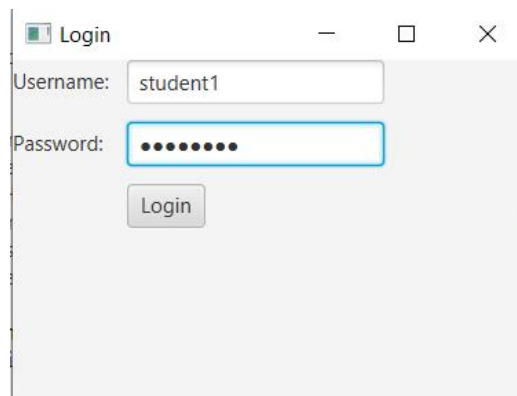 Login
Username: student1
Password: ••••••••
Login